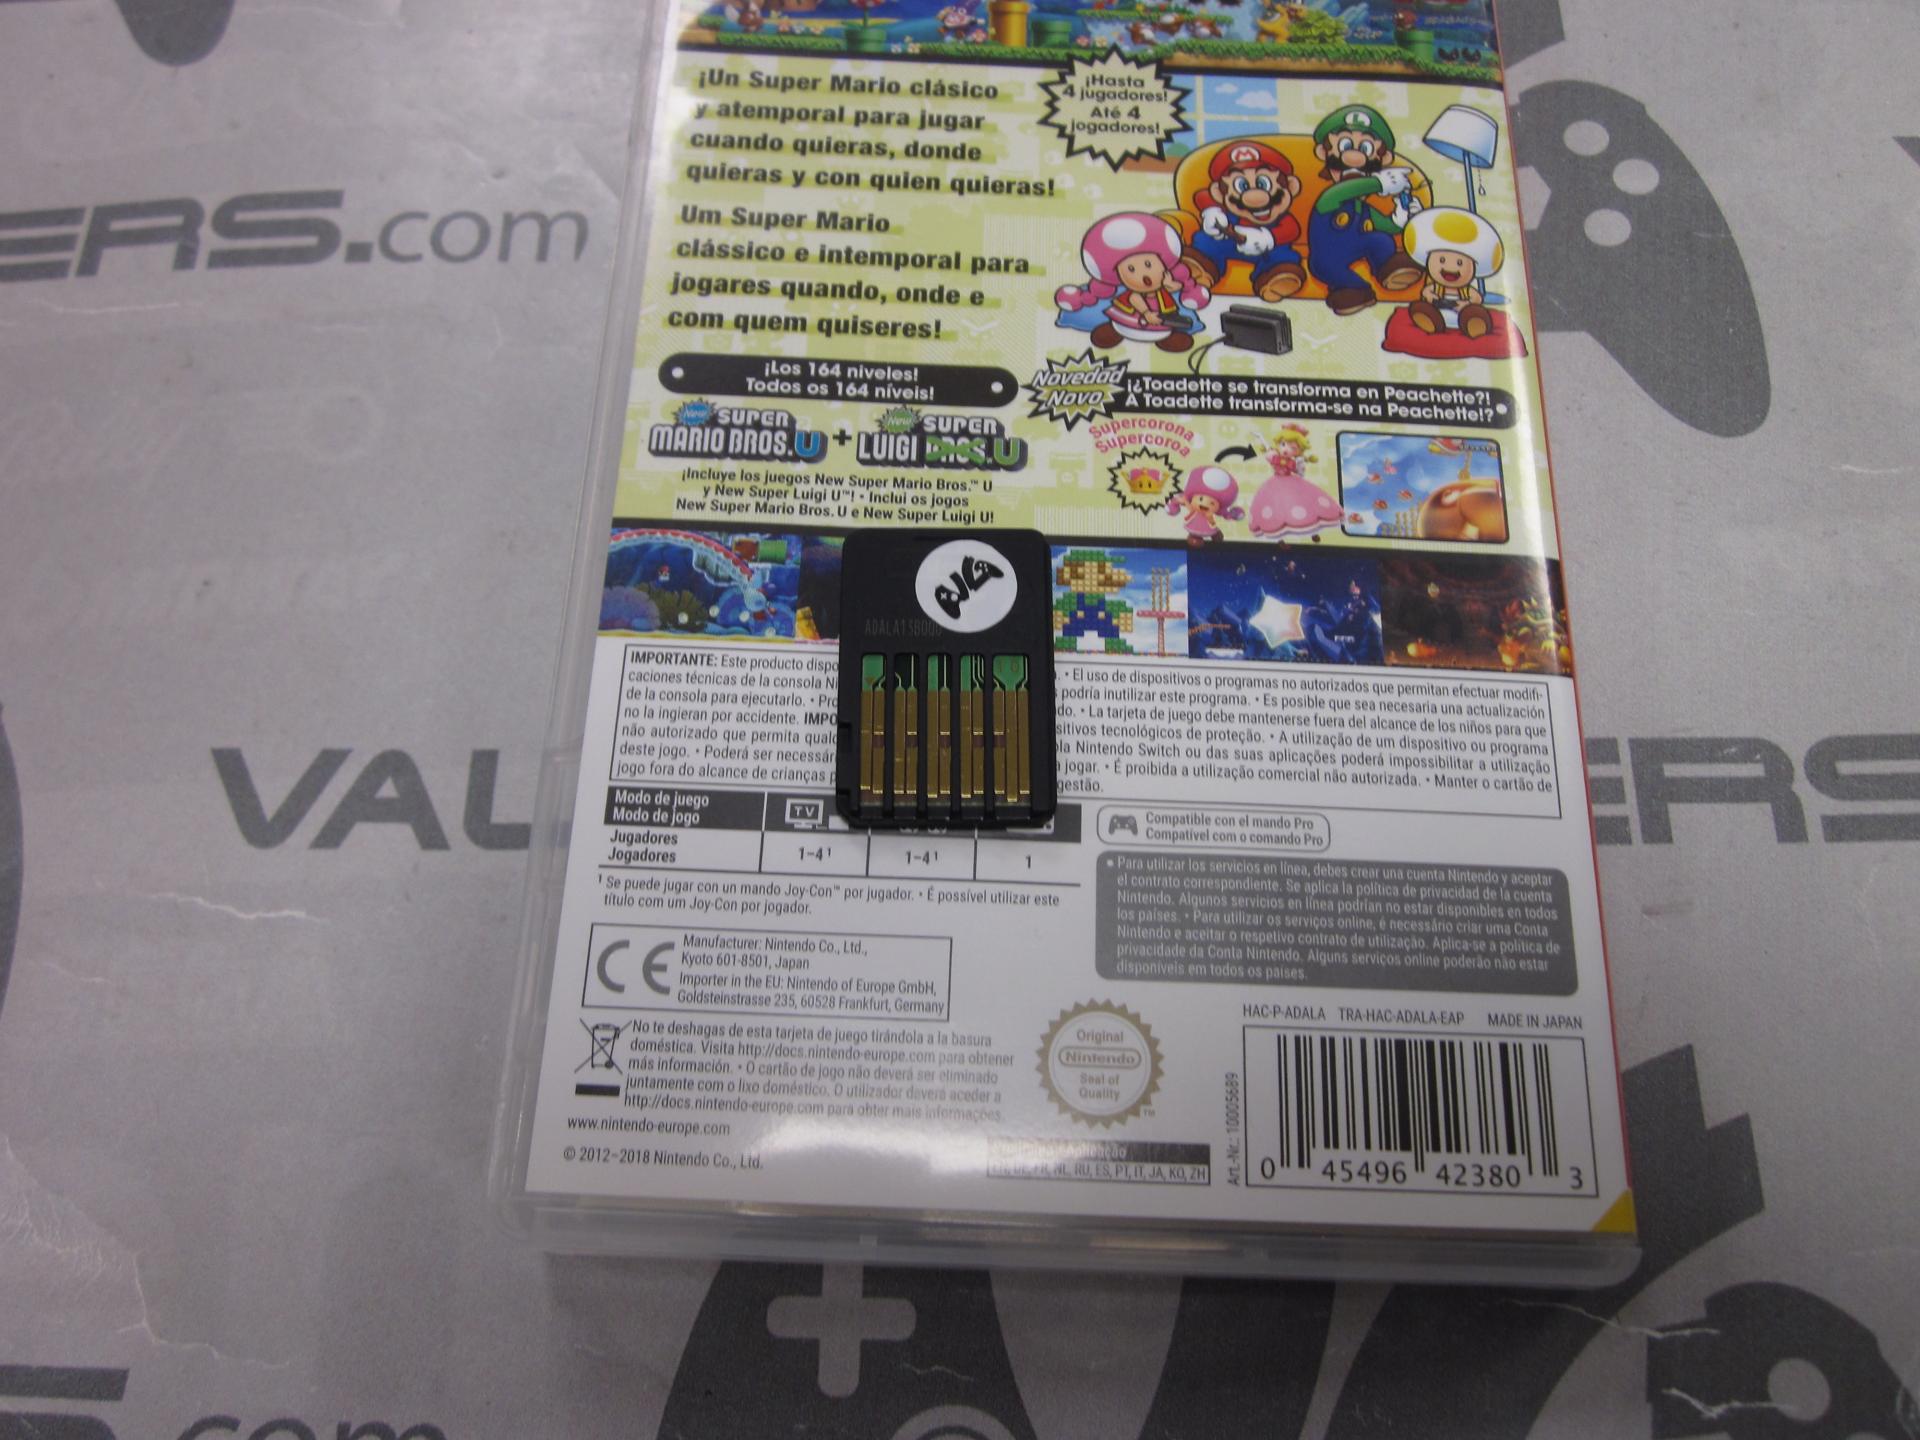 ¡Un Super Mario clásico
y atemporal para jugar
cuando quieras, donde
quieras y con quien quieras!
Um Super Mario
clássico e intemporal para
jogares quando, onde e
com quem quiseres!
¡Hasta
4 jugadores!
Até 4
jogadores!
¡Los 164 niveles!
Todos os 164 níveis!
Novedad
Novo
¡¿Toadette se transforma en Peachette?!
A Toadette transforma-se na Peachette!?
New SUPER
MARIO BROS. U
+
New SUPER
LUIGI BROS. U
Supercorona
Supercoroa
¡Incluye los juegos New Super Mario Bros.™ U
y New Super Luigi U™! • Inclui os jogos
New Super Mario Bros. U e New Super Luigi U!
ADALA13B000
IMPORTANTE: Este producto dispo
caciones técnicas de la consola Ni
de la consola para ejecutarlo. • Pro
no la ingieran por accidente. IMPO
não autorizado que permita qualq
deste jogo. • Poderá ser necessár
jogo fora do alcance de crianças p
• El uso de dispositivos o programas no autorizados que permitan efectuar modifi-
podría inutilizar este programa. • Es posible que sea necesaria una actualización
do. • La tarjeta de juego debe mantenerse fuera del alcance de los niños para que
sitivos tecnológicos de proteção. • A utilização de um dispositivo ou programa
la Nintendo Switch ou das suas aplicações poderá impossibilitar a utilização
jogar. • É proibida a utilização comercial não autorizada. • Manter o cartão de
gestão.
Modo de juego
Modo de jogo
TV
Jugadores
Jogadores
1-4¹
1-4¹
1
¹ Se puede jugar con un mando Joy-Con™ por jugador. • É possível utilizar este
título com um Joy-Con por jogador.
Compatible con el mando Pro
Compatível com o comando Pro
• Para utilizar los servicios en línea, debes crear una cuenta Nintendo y aceptar
el contrato correspondiente. Se aplica la política de privacidad de la cuenta
Nintendo. Algunos servicios en línea podrían no estar disponibles en todos
los países. • Para utilizar os serviços online, é necessário criar uma Conta
Nintendo e aceitar o respetivo contrato de utilização. Aplica-se a política de
privacidade da Conta Nintendo. Alguns serviços online poderão não estar
disponíveis em todos os países.
CE
Manufacturer: Nintendo Co., Ltd.,
Kyoto 601-8501, Japan
Importer in the EU: Nintendo of Europe GmbH,
Goldsteinstrasse 235, 60528 Frankfurt, Germany
No te deshagas de esta tarjeta de juego tirándola a la basura
doméstica. Visita http://docs.nintendo-europe.com para obtener
más información. • O cartão de jogo não deverá ser eliminado
juntamente com o lixo doméstico. O utilizador deverá aceder a
http://docs.nintendo-europe.com para obter mais informações.
www.nintendo-europe.com
© 2012-2018 Nintendo Co., Ltd.
Original
Nintendo
Seal of
Quality
™
EN, DE, FR, NL, RU, ES, PT, IT, JA, KO, ZH
HAC-P-ADALA TRA-HAC-ADALA-EAP MADE IN JAPAN
Art.-Nr.: 10005689
0 45496 42380 3
ERS.com
VAL
ERS
S.com